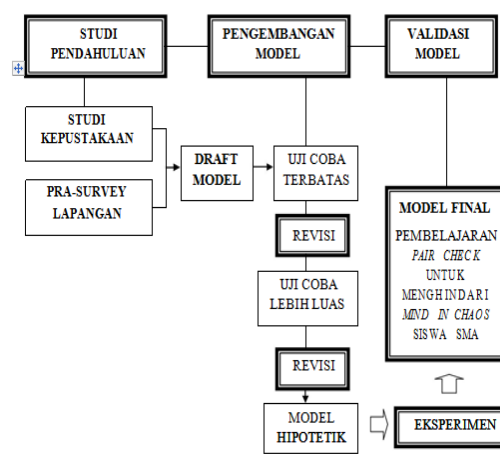 STUDI
PENDAHULUAN
PENGEMBANGAN
MODEL
VALIDASI
MODEL
STUDI
KEPUSTAKAAN
PRA-SURVEY
LAPANGAN
DRAFT
MODEL
UJI COBA
TERBATAS
REVISI
UJI COBA
LEBIH LUAS
REVISI
MODEL
HIPOTETIK
EKSPERIMEN
MODEL FINAL
PEMBELAJARAN
PAIR CHECK
UNTUK
MENGHINDARI
MIND IN CHAOS
SISWA SMA